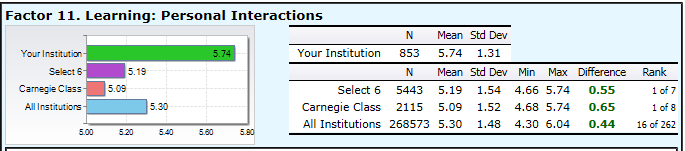 Factor 11. Learning: Personal Interactions
Your Institution 5.74
Select 6 5.19
Carnegie Class 5.09
All Institutions 5.30
5.00 5.20 5.40 5.60 5.80
N Mean Std Dev
Your Institution 853 5.74 1.31
N Mean Std Dev Min Max Difference Rank
Select 6 5443 5.19 1.54 4.66 5.74 0.55 1 of 7
Carnegie Class 2115 5.09 1.52 4.68 5.74 0.65 1 of 8
All Institutions 268573 5.30 1.48 4.30 6.04 0.44 16 of 262